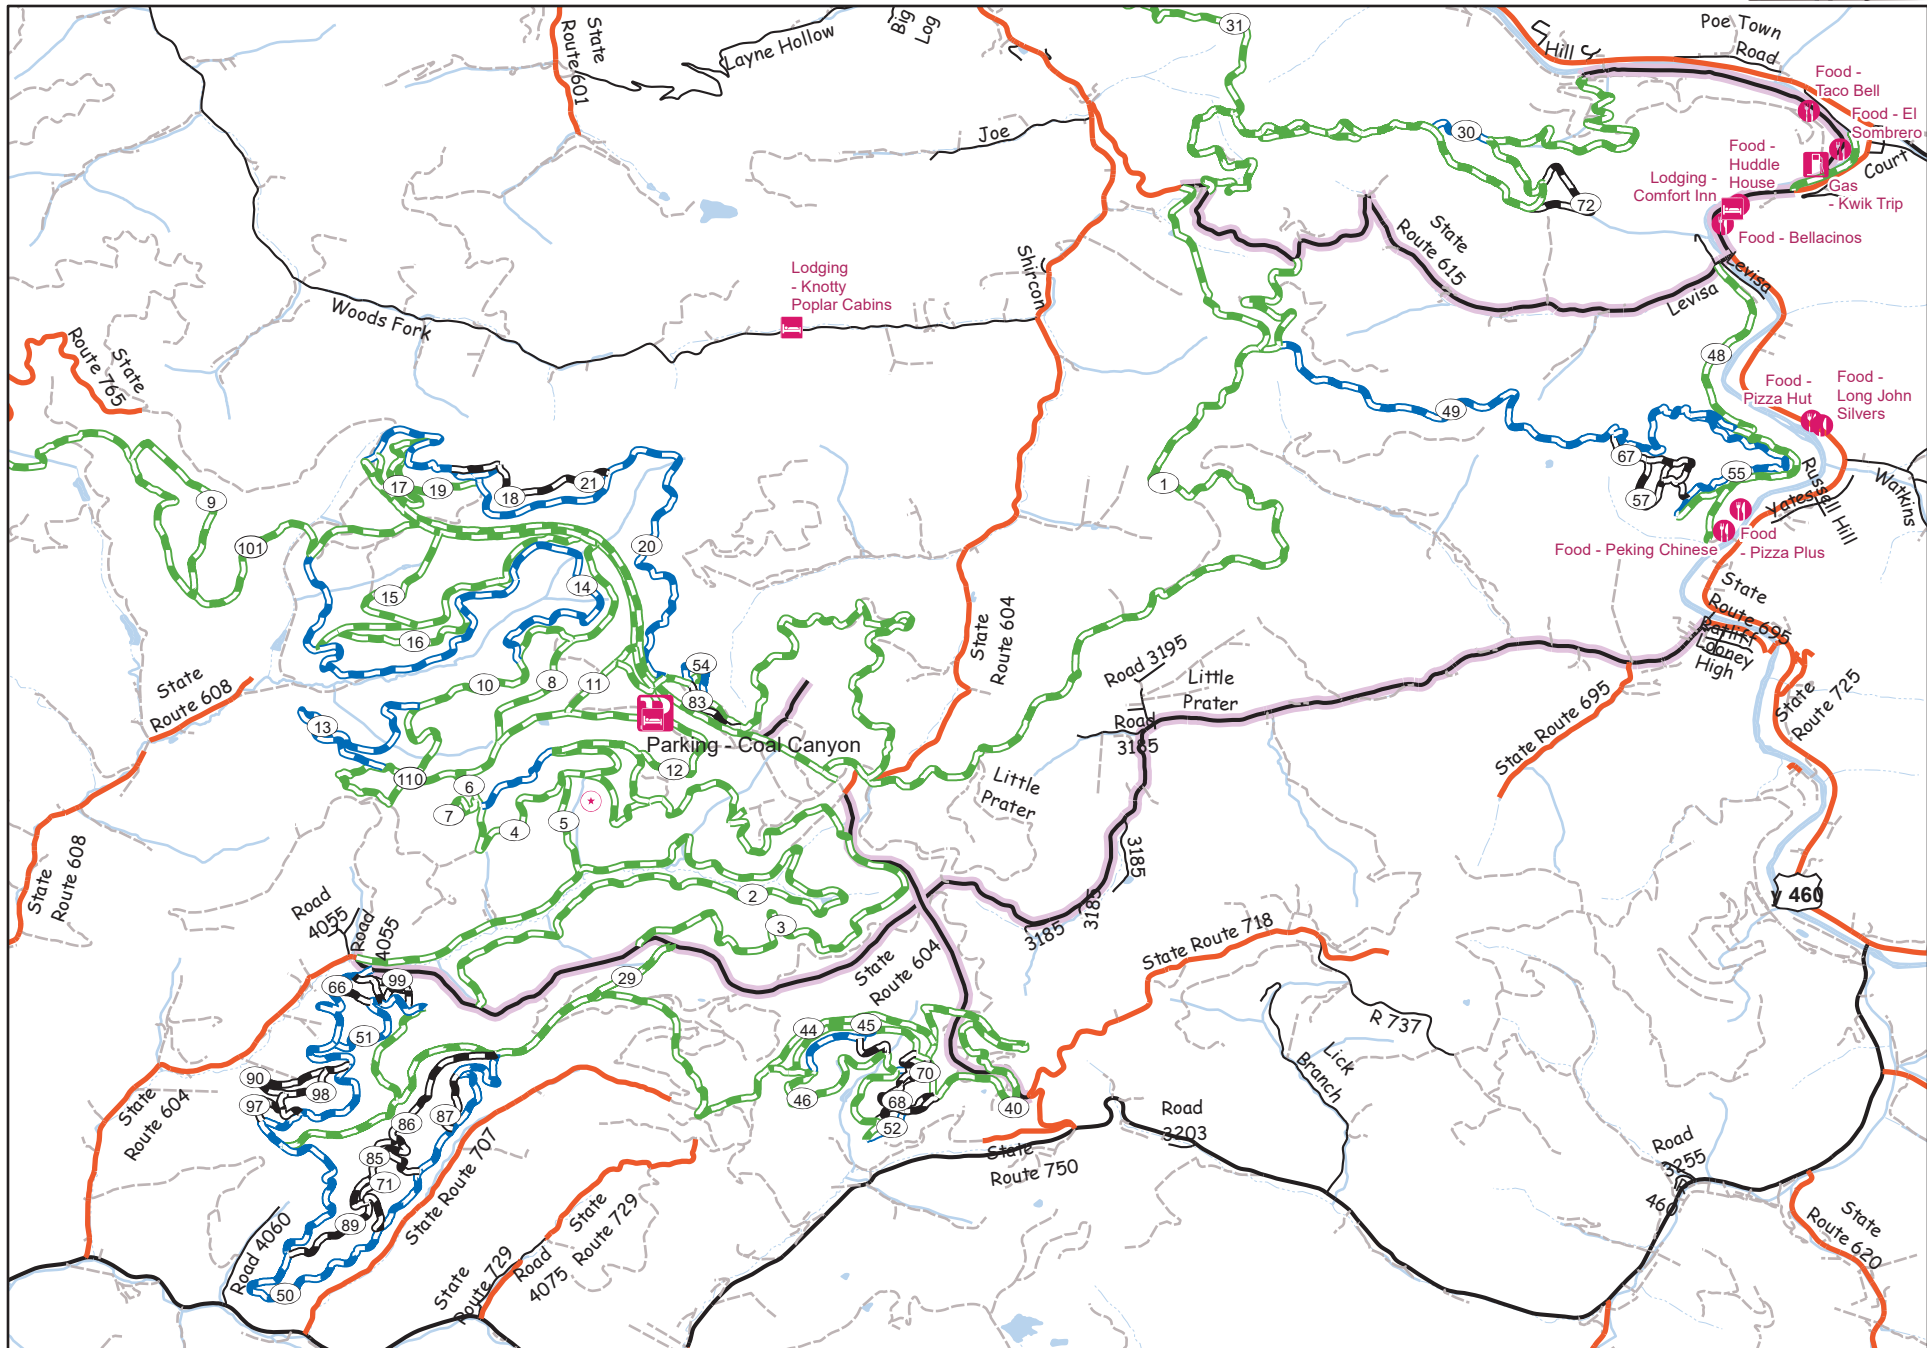 State
Route 601
Layne Hollow
Big
Log
Joe
31
30
72
Hill
Poe Town
Road
Food -
Taco Bell
Food - El
Sombrero
Court
Food -
Huddle
House
Gas
- Kwik Trip
Lodging -
Comfort Inn
Food - Bellacinos
State
Route 615
Levisa
Levisa
Shircon
Lodging
- Knotty
Poplar Cabins
Woods Fork
State
Route 765
48
49
Food -
Pizza Hut
Food -
Long John
Silvers
67
55
57
Russell Hill
Yates
Watkins
Food - Peking Chinese
Food
- Pizza Plus
9
101
17
19
18
21
20
1
15
14
16
10
8
11
54
83
13
110
6
7
4
5
12
Parking - Coal Canyon
State
Route 604
Road 3195
Little
Prater
Road
3185
State
Route 695
Ratliff
Looney
High
State
Route 725
State Route 695
State
Route 608
State
Route 608
Little
Prater
3185
3185
3185
2
3
29
Road
4055
Road
4055
State
Route 604
State Route 718
460
66
99
51
90
98
97
86
87
85
71
89
50
44
45
46
70
68
52
40
R 737
Lick
Branch
State
Route 604
State Route 707
Road 4060
State
Route 729
Road
4075
State
Route 729
State
Route 750
Road
3203
Road
3255
460
State
Route 620